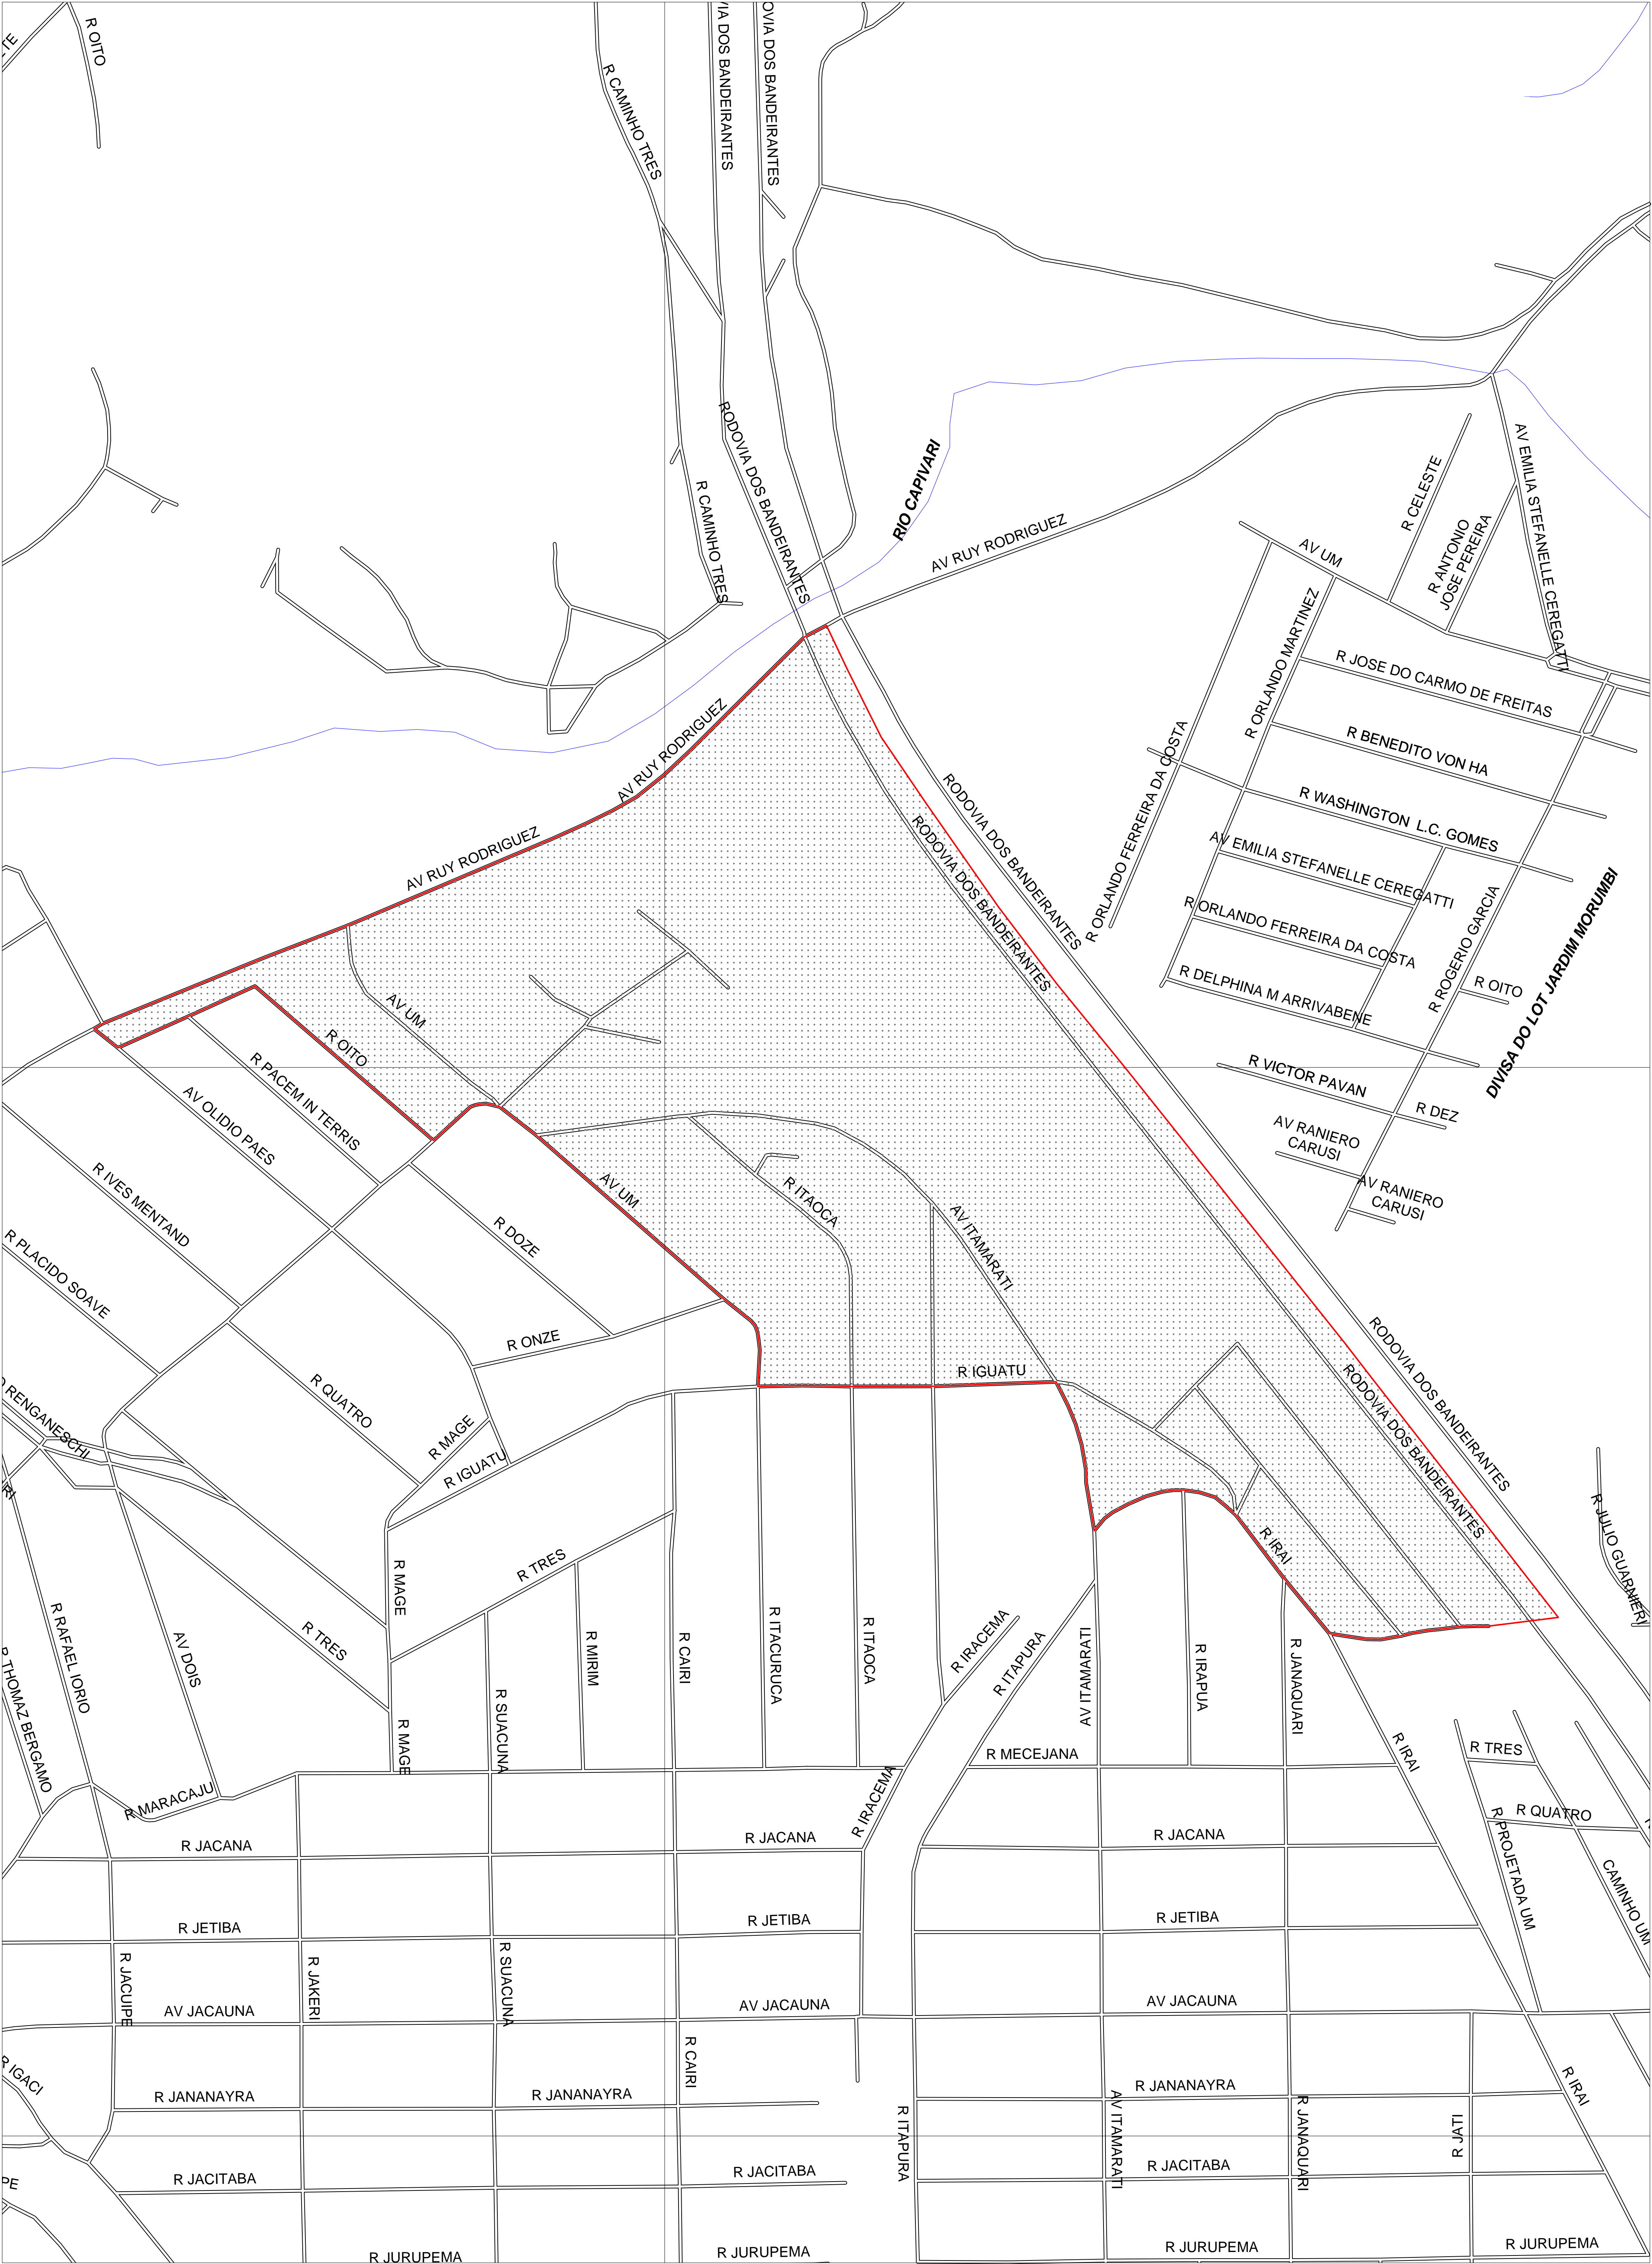 R OITO
R CAMINHO TRES
VIA DOS BANDEIRANTES
OVIA DOS BANDEIRANTES
RODOVIA DOS BANDEIRANTES
R CAMINHO TRES
RIO CAPIVARI
AV RUY RODRIGUEZ
R CELESTE
AV EMILIA STEFANELLE CEREGATTI
R ANTONIO
JOSE PEREIRA
AV UM
R ORLANDO MARTINEZ
R JOSE DO CARMO DE FREITAS
R BENEDITO VON HA
R ORLANDO FERREIRA DA COSTA
R WASHINGTON  L.C. GOMES
AV EMILIA STEFANELLE CEREGATTI
R ORLANDO FERREIRA DA COSTA
R ROGERIO GARCIA
R DELPHINA M ARRIVABENE
R OITO
DIVISA DO LOT JARDIM MORUMBI
R VICTOR PAVAN
R DEZ
AV RANIERO
CARUSI
AV RANIERO
CARUSI
AV RUY RODRIGUEZ
AV RUY RODRIGUEZ
RODOVIA DOS BANDEIRANTES
RODOVIA DOS BANDEIRANTES
AV UM
R OITO
R PACEM IN TERRIS
AV OLIDIO PAES
R IVES MENTAND
R PLACIDO SOAVE
AV UM
R DOZE
R ITAOCA
AV ITAMARATI
R ONZE
R IGUATU
R QUATRO
R MAGE
R IGUATU
RENGANESCHI
RODOVIA DOS BANDEIRANTES
RODOVIA DOS BANDEIRANTES
R IRAI
R JULIO GUARNIERI
R MAGE
R TRES
R TRES
R RAFAEL IORIO
R THOMAZ BERGAMO
AV DOIS
R MIRIM
R CAIRI
R ITACURUCA
R ITAOCA
R IRACEMA
R ITAPURA
AV ITAMARATI
R IRAPUA
R JANAQUARI
R SUACUNA
R MAGE
R MARACAJU
R MECEJANA
R IRAI
R TRES
R QUATRO
R PROJETADA UM
CAMINHO UM
R IRACEMA
R JACANA
R JACANA
R JACANA
R JETIBA
R JETIBA
R JETIBA
R JACUIPE
R JAKERI
R SUACUNA
AV JACAUNA
AV JACAUNA
AV JACAUNA
R CAIRI
R IGACI
R JANANAYRA
R JANANAYRA
R JANANAYRA
R IRAI
R ITAPURA
AV ITAMARATI
R JANAQUARI
R JATI
R JACITABA
R JACITABA
R JACITABA
R JURUPEMA
R JURUPEMA
R JURUPEMA
R JURUPEMA